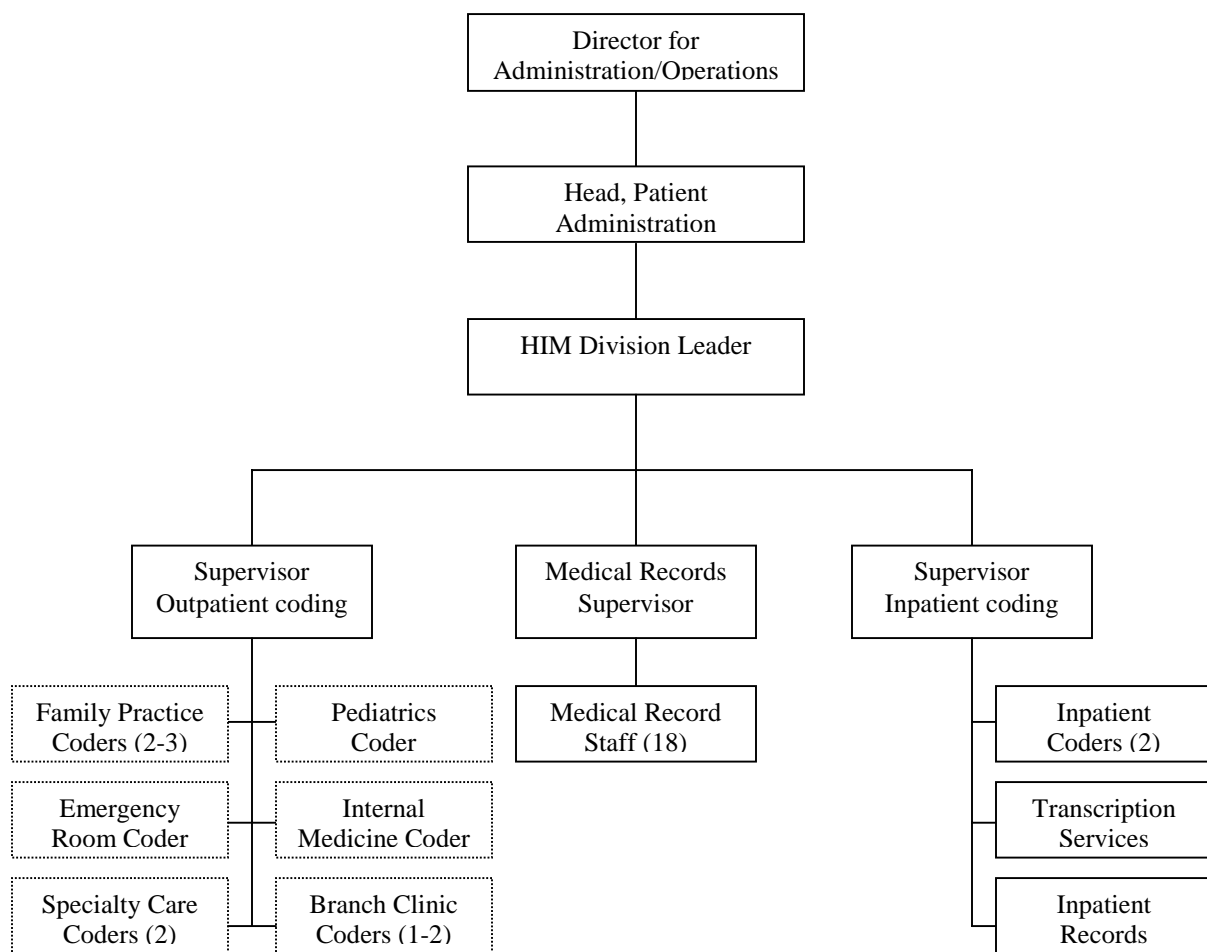 Director for
Administration/Operations
Head, Patient
Administration
HIM Division Leader
Supervisor
Outpatient coding
Medical Records
Supervisor
Supervisor
Inpatient coding
Family Practice
Coders (2-3)
Pediatrics
Coder
Medical Record
Staff (18)
Inpatient
Coders (2)
Emergency
Room Coder
Internal
Medicine Coder
Transcription
Services
Specialty Care
Coders (2)
Branch Clinic
Coders (1-2)
Inpatient
Records